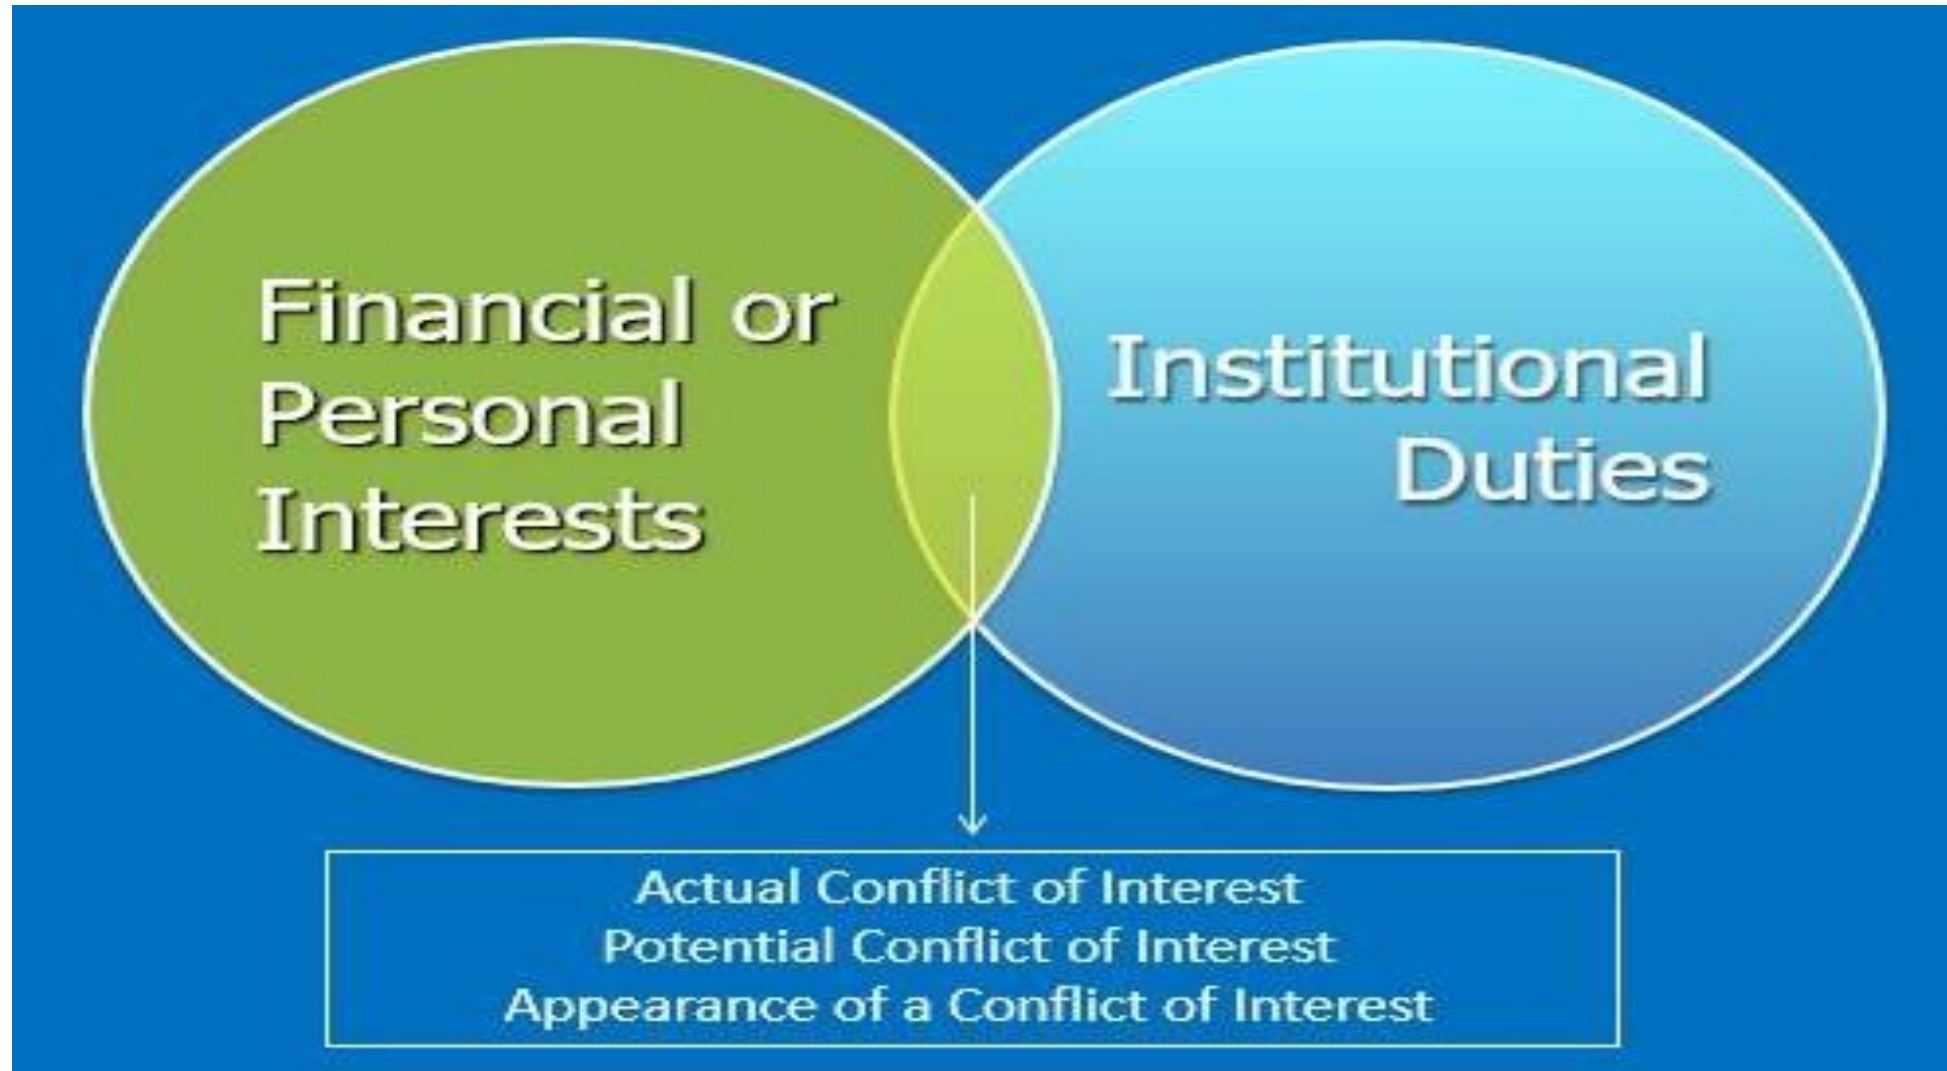 Financial or
Personal
Interests
Institutional
Duties
Actual Conflict of Interest
Potential Conflict of Interest
Appearance of a Conflict of Interest